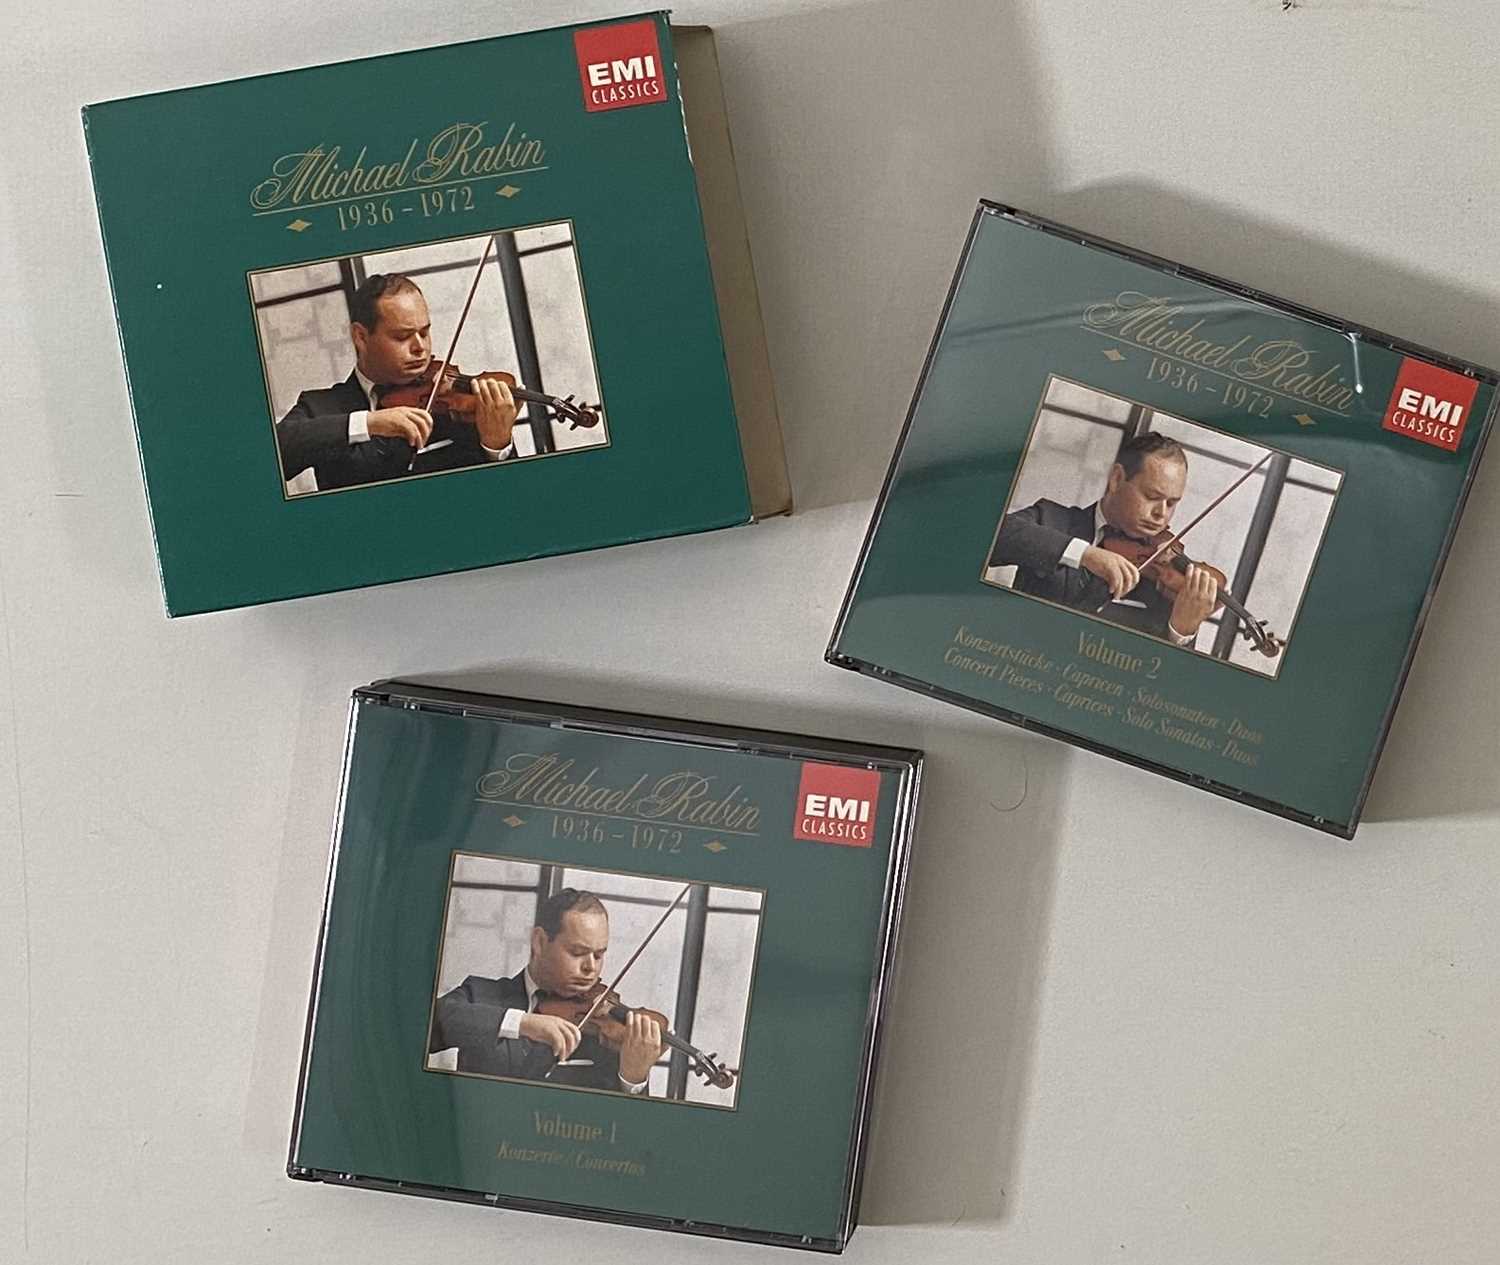 EMI
CLASSICS
Michael Rabin
1936-1972
Michael Rabin
1936-1972
EMI
CLASSICS
Volume 2
Konzertstücke · Capricen · Solosonaten · Duos
Concert Pieces · Caprices · Solo Sonatas · Duos
Michael Rabin
1936-1972
EMI
CLASSICS
Volume 1
Konzerte / Concertos